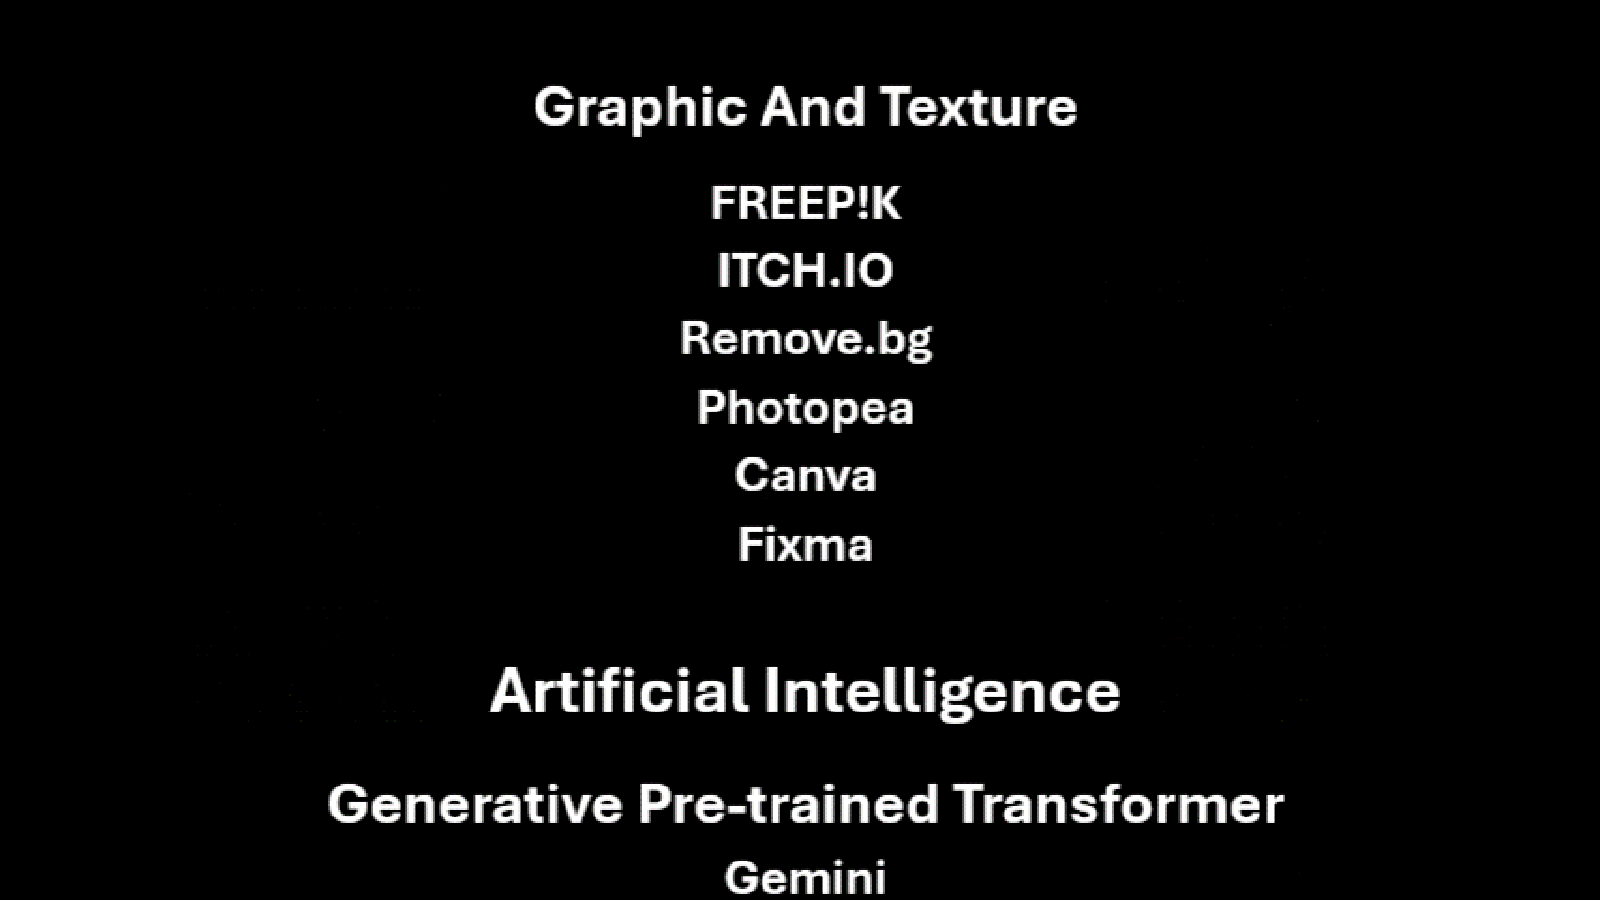 Graphic And Texture
FREEP!K
ITCH.IO
Remove.bg
Photopea
Canva
Fixma
Artificial Intelligence
Generative Pre-trained Transformer
Gemini